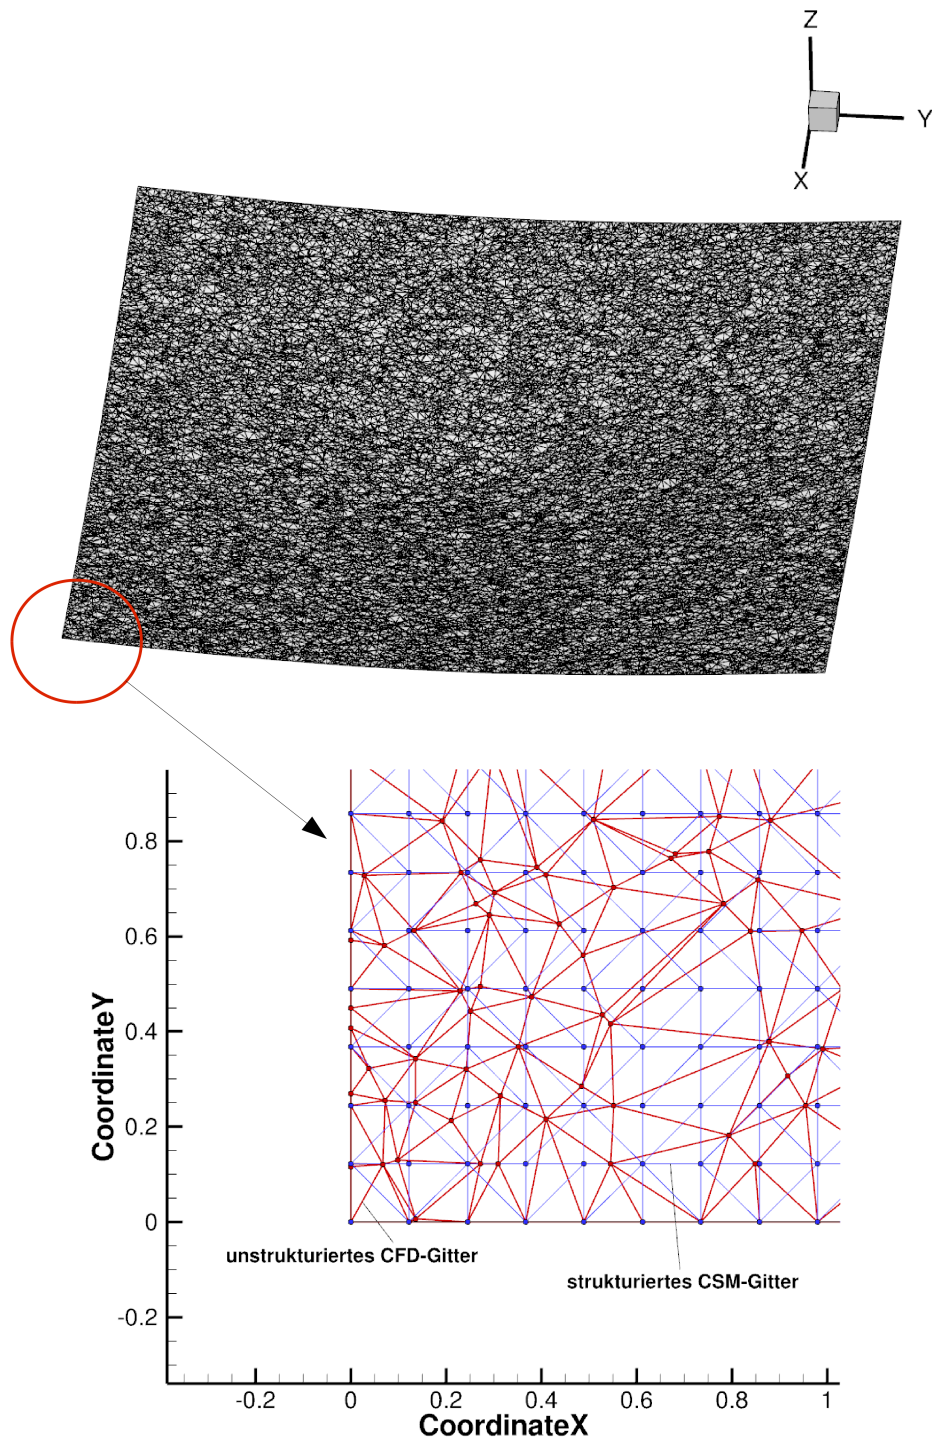 Z
Y
X
0.8
0.6
0.4
0.2
0
-0.2
CoordinateY
unstrukturiertes CFD-Gitter
strukturiertes CSM-Gitter
-0.2 0 0.2 0.4 0.6 0.8 1
CoordinateX